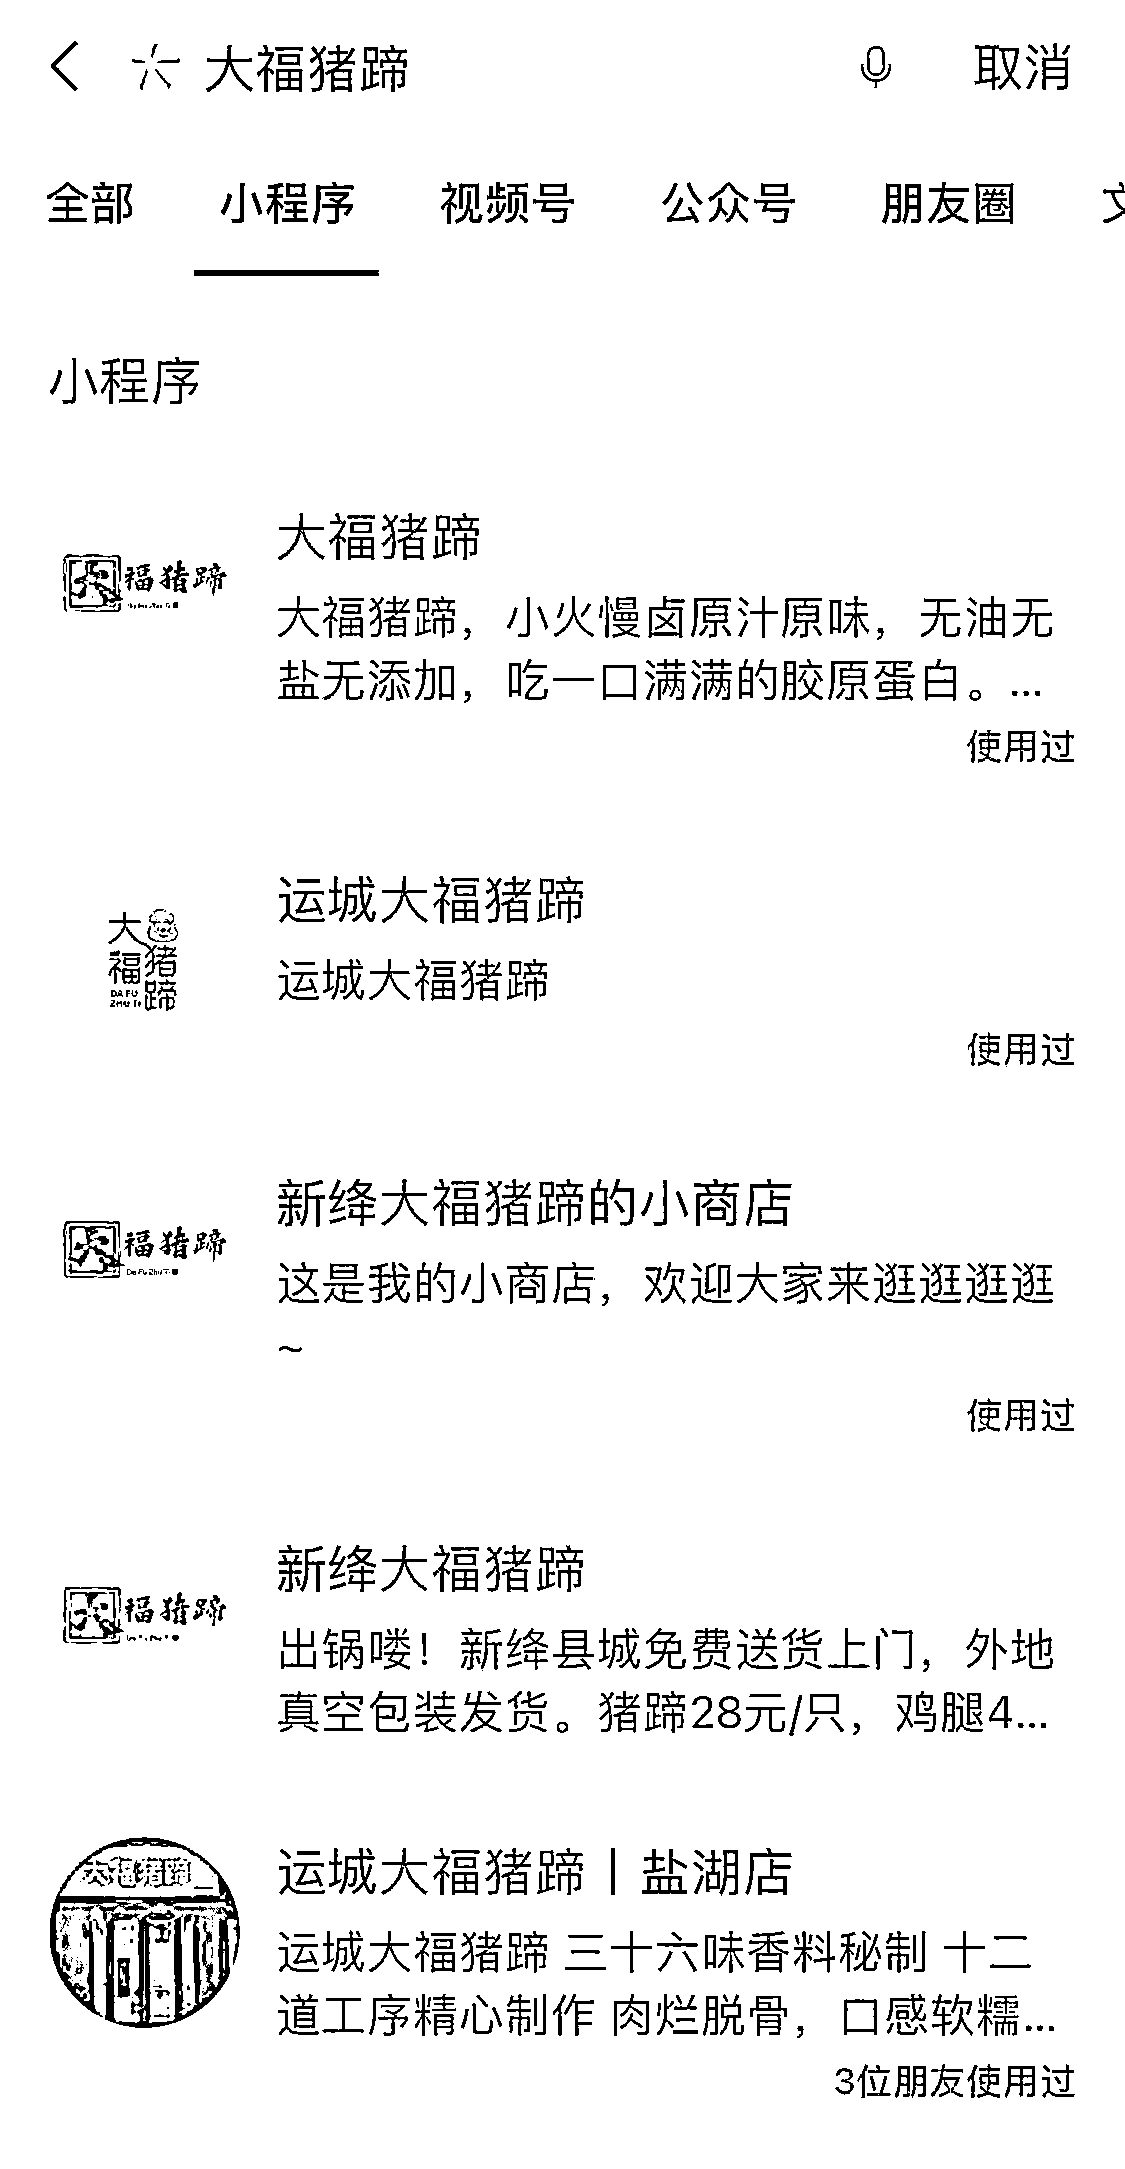 大福猪蹄
取消
全部 小程序 视频号 公众号 朋友圈
小程序
福猪蹄
大福猪蹄
大福猪蹄，小火慢卤原汁原味，无油无
盐无添加，吃一口满满的胶原蛋白。...
使用过
大福猪蹄
DAFU
ZHUTI
运城大福猪蹄
运城大福猪蹄
使用过
福猪蹄
新绛大福猪蹄的小商店
这是我的小商店，欢迎大家来逛逛逛逛
~
使用过
福猪蹄
新绛大福猪蹄
出锅喽！新绛县城免费送货上门，外地
真空包装发货。猪蹄28元/只，鸡腿4...
大福猪蹄
运城大福猪蹄丨盐湖店
运城大福猪蹄 三十六味香料秘制 十二
道工序精心制作 肉烂脱骨，口感软糯...
3位朋友使用过